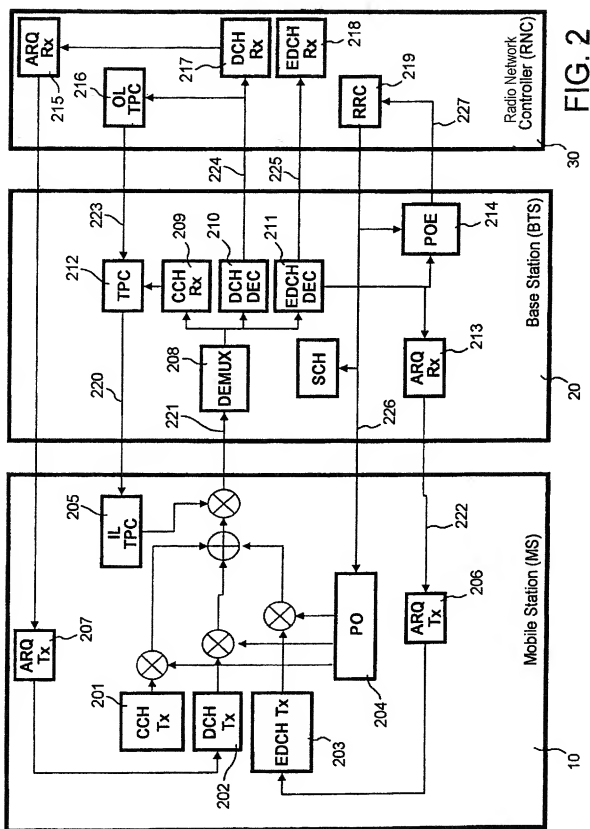 ARQ
Rx
215
216
OL
TPC
DCH
Rx
217
EDCH
Rx
218
RRC
219
227
Radio Network
Controller (RNC)
30
FIG. 2
223
224
225
212
TPC
CCH
Rx
209
DCH
DEC
210
EDCH
DEC
211
208
DEMUX
POE
214
SCH
226
ARQ
Rx
213
Base Station (BTS)
20
220
221
222
205
IL
TPC
ARQ
Tx
207
201
CCH
Tx
DCH
Tx
202
EDCH Tx
203
PO
204
ARQ
Tx
206
Mobile Station (MS)
10